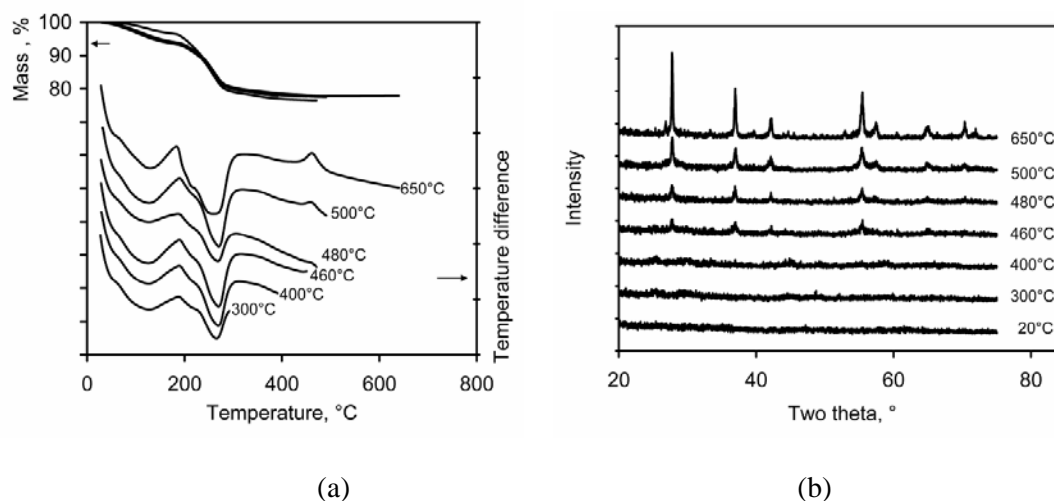 100
90
80
Mass , %
650°C
500°C
480°C
460°C
400°C
300°C
Temperature difference
0 200 400 600 800
Temperature, °C
(a)
Intensity
650°C
500°C
480°C
460°C
400°C
300°C
20°C
20 40 60 80
Two theta, °
(b)